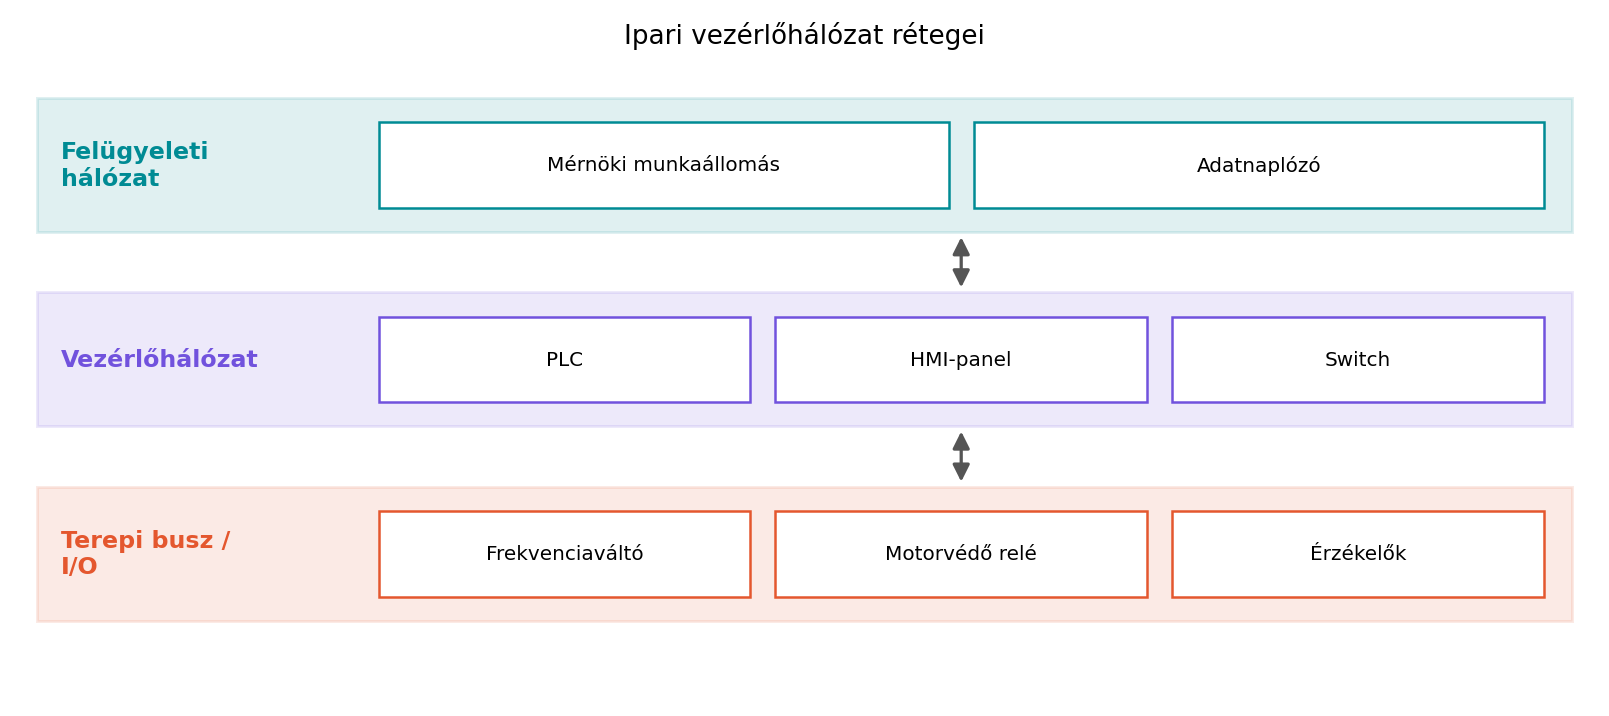 Ipari vezérlőhálózat rétegei
Felügyeleti
hálózat
Mérnöki munkaállomás
Adatnaplózó
Vezérlőhálózat
PLC
HMI-panel
Switch
Terepi busz /
I/O
Frekvenciaváltó
Motorvédő relé
Érzékelők